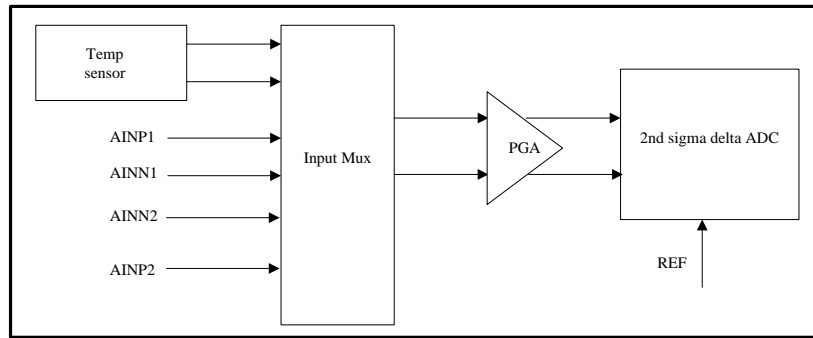 Temp
sensor
AINP1
AINN1
AINN2
AINP2
Input Mux
PGA
2nd sigma delta ADC
REF